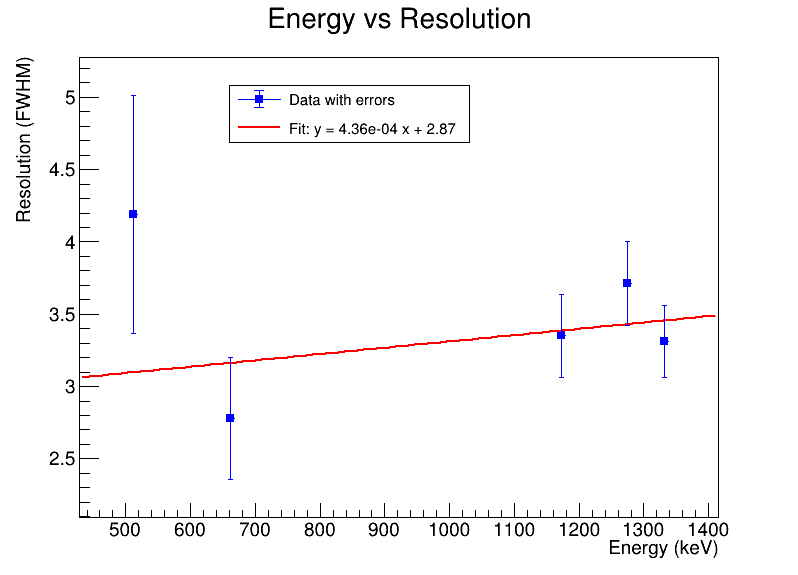 Energy vs Resolution
Resolution (FWHM)
Data with errors
Fit: y = 4.36e-04 x + 2.87
5
4.5
4
3.5
3
2.5
500 600 700 800 900 1000 1100 1200 1300 1400
Energy (keV)